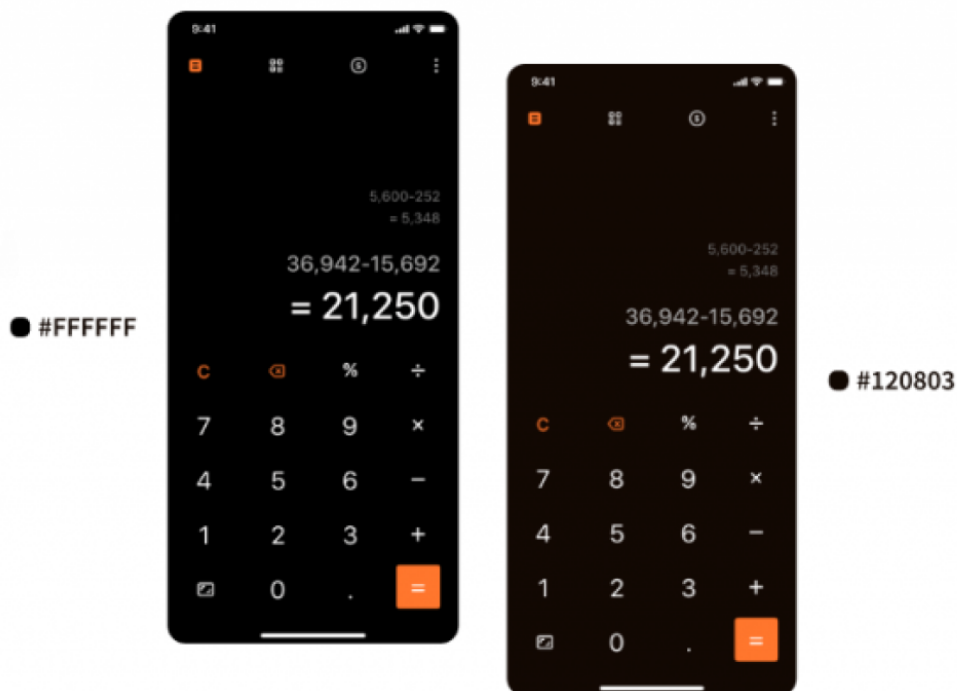 9:41
5,600-252
= 5,348
36,942-15,692
= 21,250
C % ÷
7 8 9 ×
4 5 6 −
1 2 3 +
0 . =
#FFFFFF
9:41
5,600-252
= 5,348
36,942-15,692
= 21,250
C % ÷
7 8 9 ×
4 5 6 −
1 2 3 +
0 . =
#120803